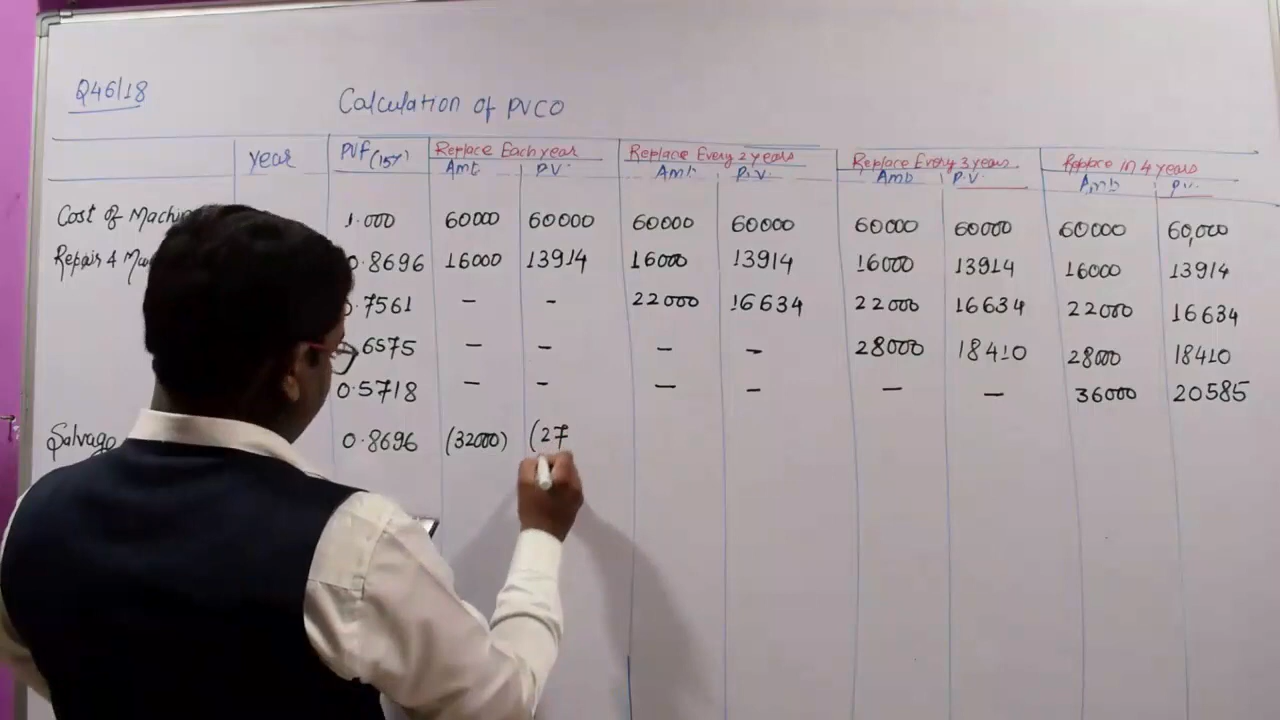 Q46/18
Calculation of PVCO
year PVF (15%) Replace Each year Replace Every 2 years Replace Every 3 years Replace in 4 years
Amt P.V. Amt P.V. Amt P.V. Amt P.V.
Cost of 1.000 60000 60000 60000 60000 60000 60000 60000 60,000
Repair & 0.8696 16000 13914 16000 13914 16000 13914 16000 13914
.7561 - - 22000 16634 22000 16634 22000 16634
6575 - - - - 28000 18410 28000 18410
0.5718 - - - - - - 36000 20585
Salvage 0.8696 (32000) (27